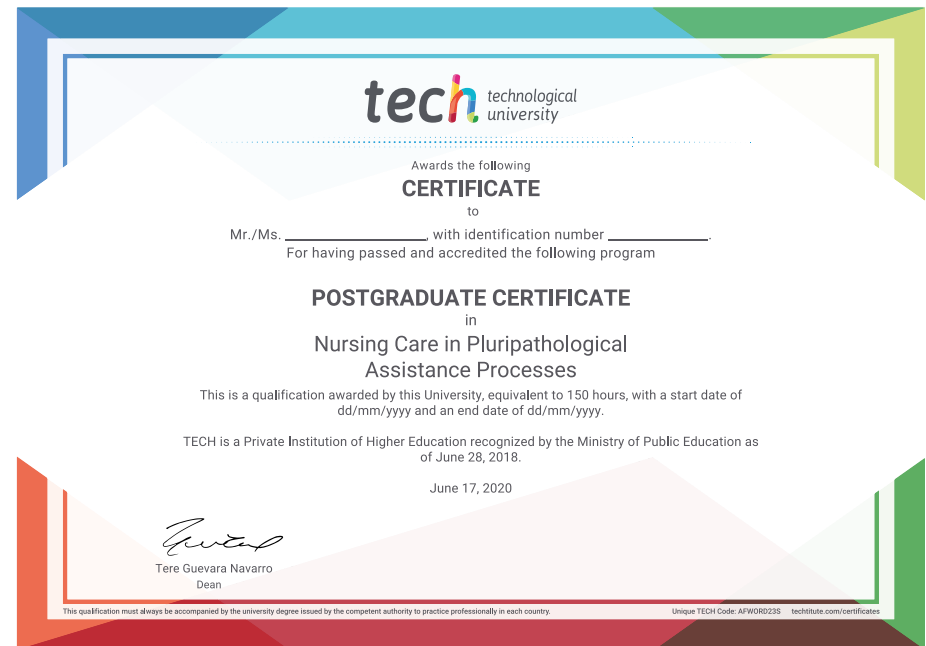 tech technological
university
Awards the following
CERTIFICATE
to
Mr./Ms. ____________________, with identification number ______________.
For having passed and accredited the following program
POSTGRADUATE CERTIFICATE
in
Nursing Care in Pluripathological
Assistance Processes
This is a qualification awarded by this University, equivalent to 150 hours, with a start date of
dd/mm/yyyy and an end date of dd/mm/yyyy.
TECH is a Private Institution of Higher Education recognized by the Ministry of Public Education as
of June 28, 2018.
June 17, 2020
Tere Guevara Navarro
Dean
This qualification must always be accompanied by the university degree issued by the competent authority to practice professionally in each country.
Unique TECH Code: AFWORD23S techtitute.com/certificates